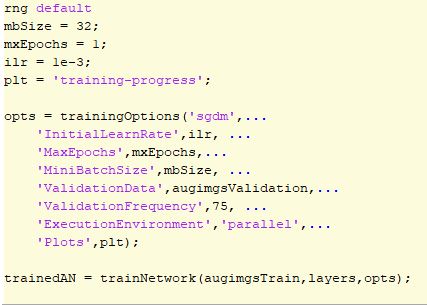 rng default
mbSize = 32;
mxEpochs = 1;
ilr = 1e-3;
plt = 'training-progress';
opts = trainingOptions('sgdm',...
'InitialLearnRate',ilr, ...
'MaxEpochs',mxEpochs,...
'MiniBatchSize',mbSize, ...
'ValidationData',augimgsValidation,...
'ValidationFrequency',75, ...
'ExecutionEnvironment','parallel',...
'Plots',plt);
trainedAN = trainNetwork(augimgsTrain,layers,opts);